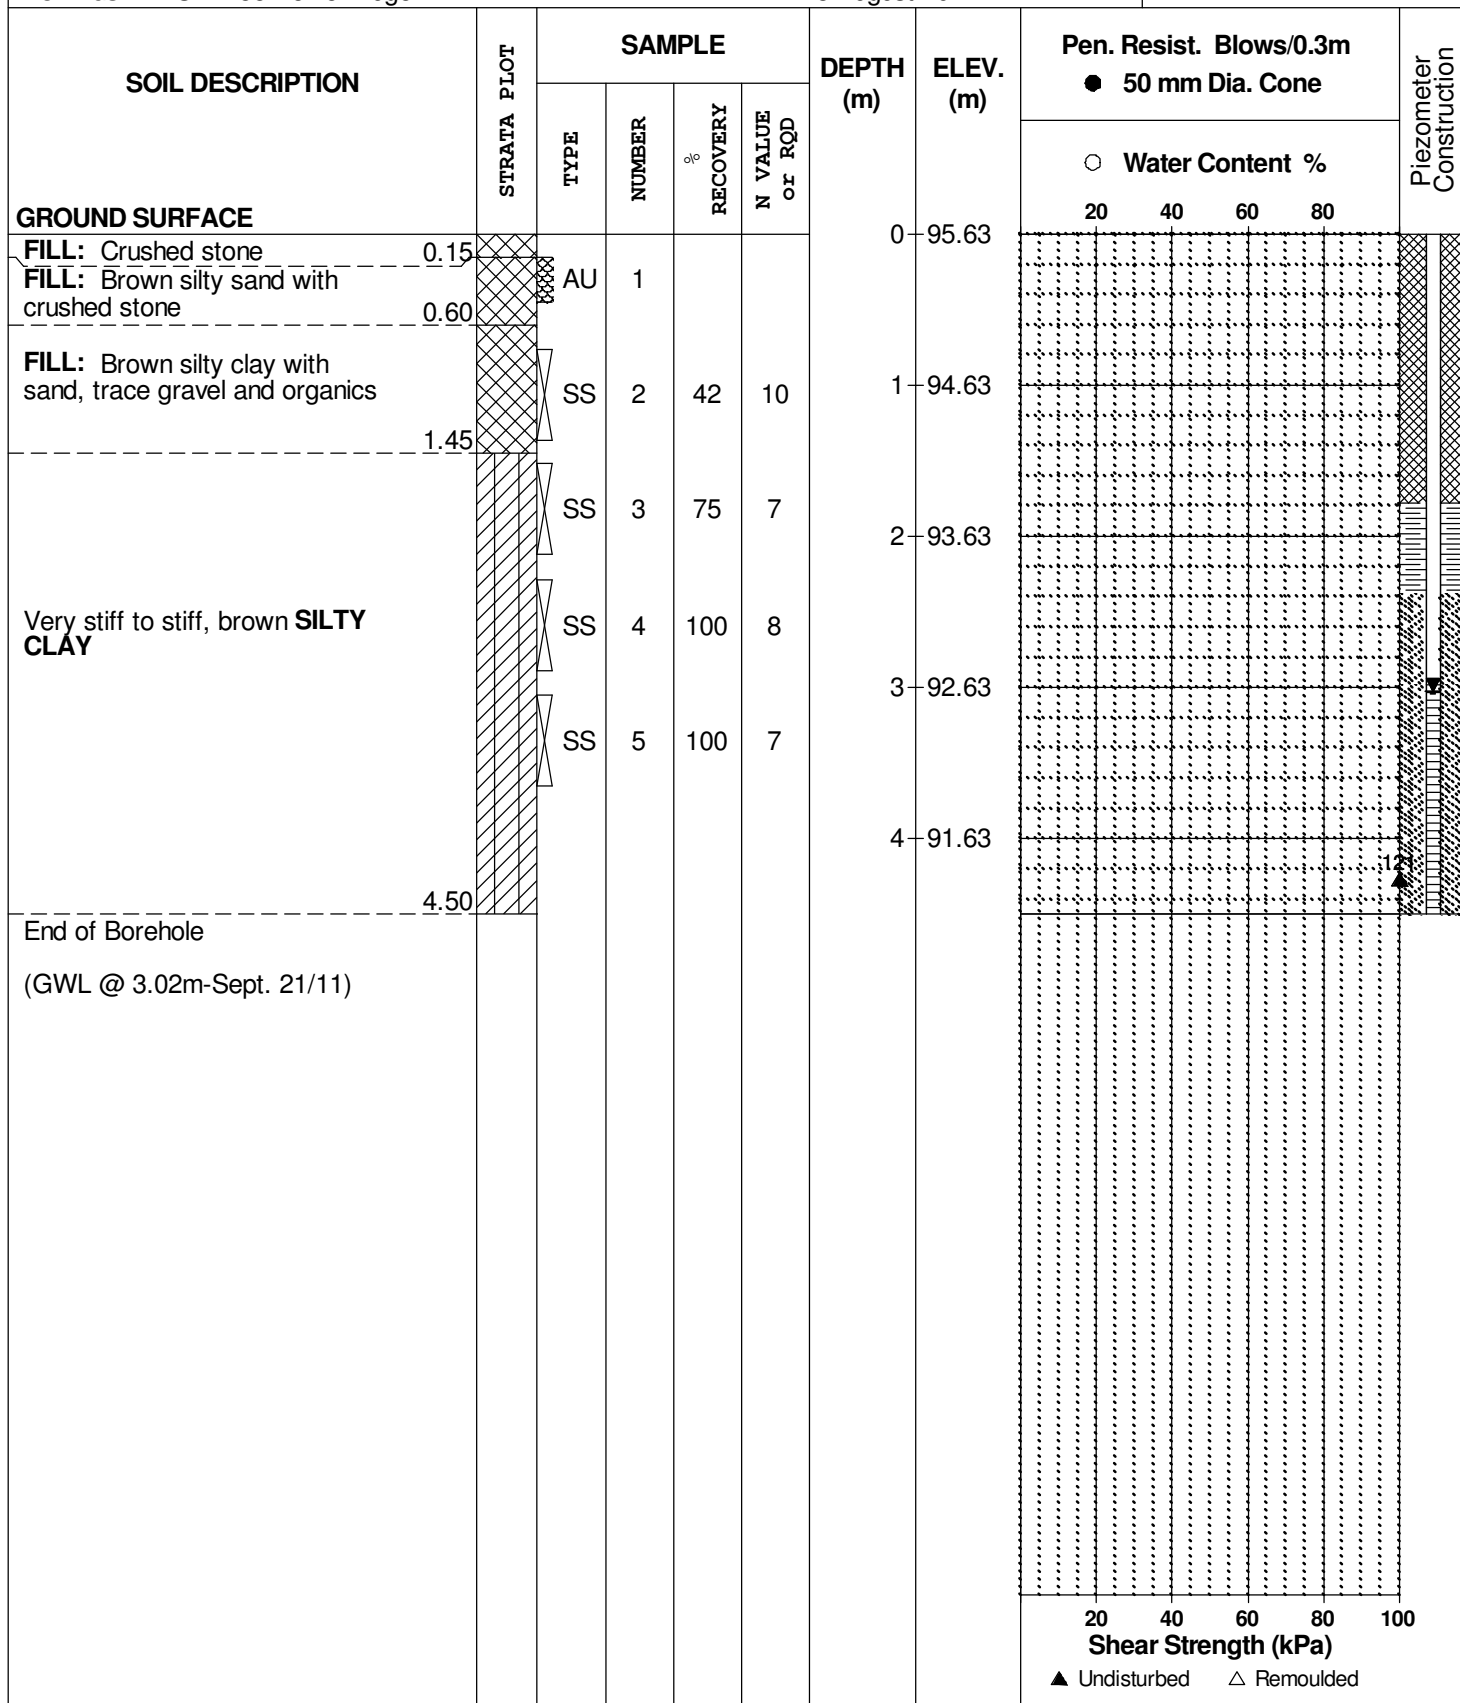 SOIL DESCRIPTION
STRATA PLOT
SAMPLE
TYPE
NUMBER
% RECOVERY
N VALUE or RQD
DEPTH (m)
ELEV. (m)
Pen. Resist. Blows/0.3m
● 50 mm Dia. Cone
○ Water Content %
20 40 60 80
Piezometer Construction
GROUND SURFACE
0 95.63
FILL: Crushed stone 0.15
FILL: Brown silty sand with
crushed stone 0.60
AU 1
FILL: Brown silty clay with
sand, trace gravel and organics
1.45
SS 2 42 10
1 94.63
SS 3 75 7
2 93.63
Very stiff to stiff, brown SILTY
CLAY
SS 4 100 8
3 92.63
SS 5 100 7
4 91.63
121
4.50
End of Borehole
(GWL @ 3.02m-Sept. 21/11)
20 40 60 80 100
Shear Strength (kPa)
▲ Undisturbed △ Remoulded